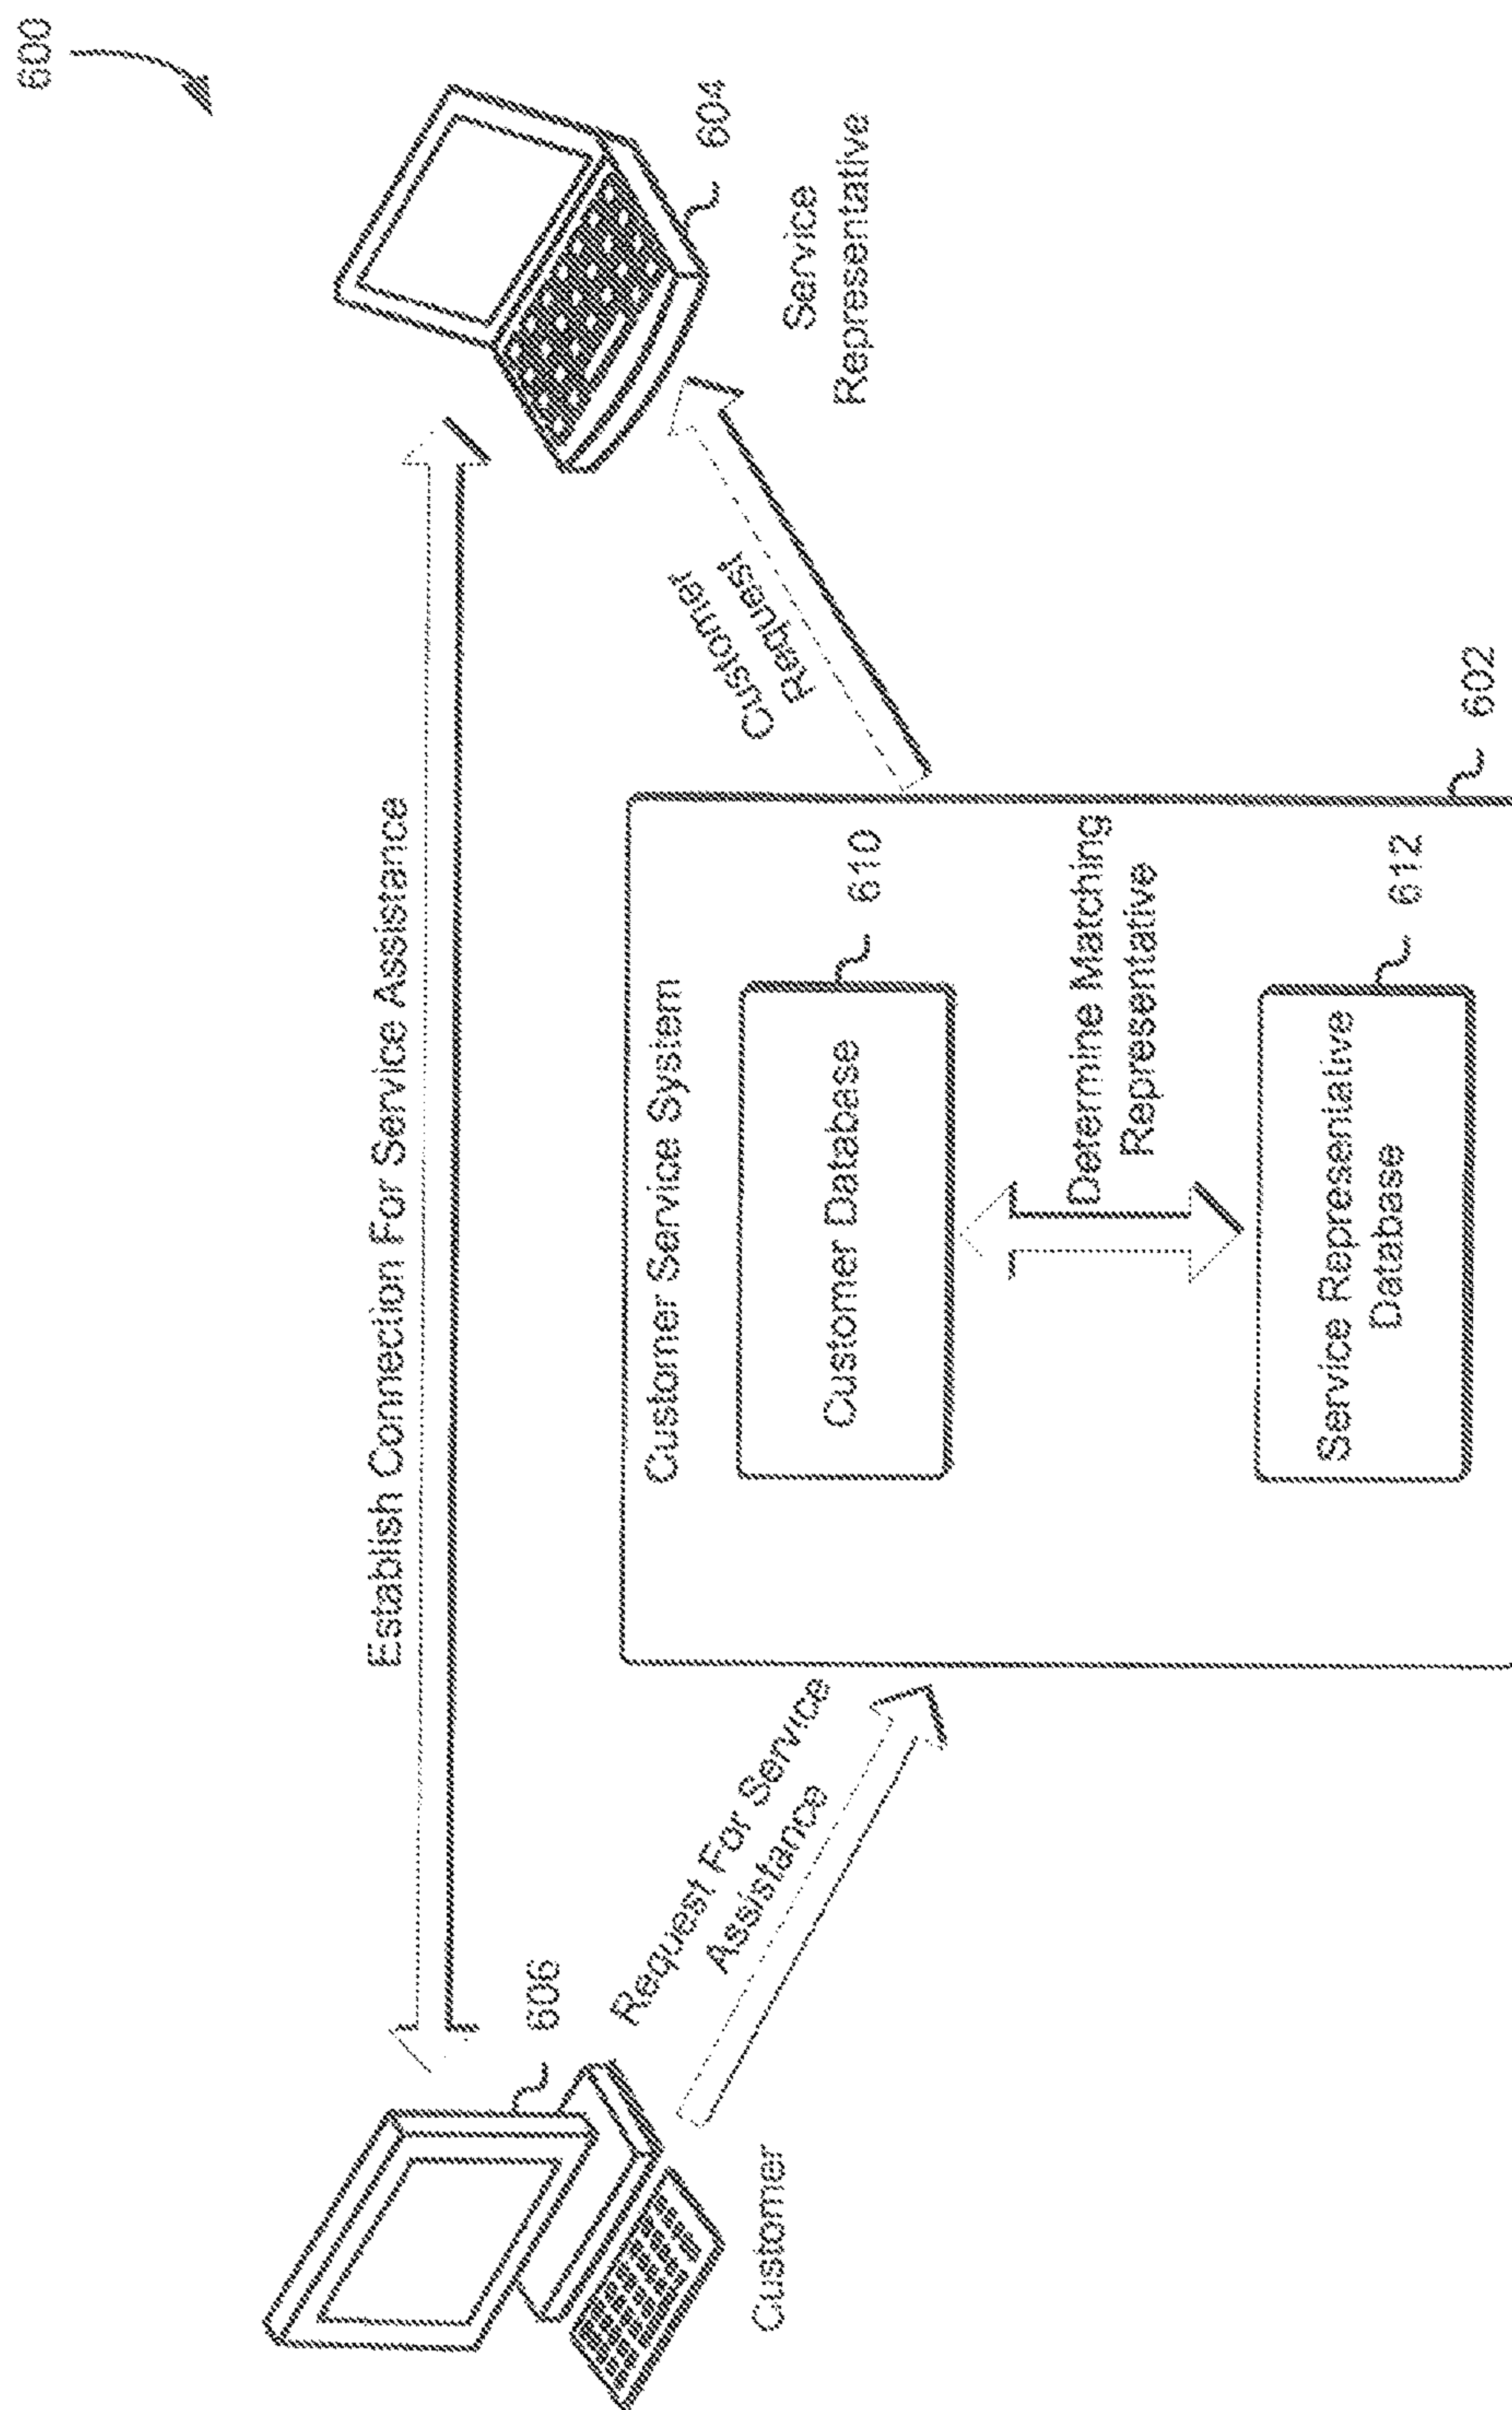 600
Establish Connection For Service Assistance
606
604
Customer
Request For Service
Assistance
Customer Service System
Customer Database
610
Determine Matching
Representative
Service Representative
Database
612
602
Customer
Request
Service
Representative